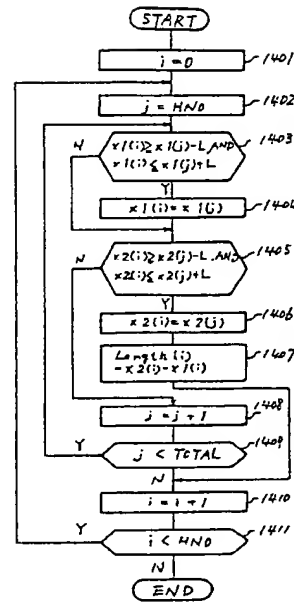 START
i=0
1401
j=HNO
1402
x1(i)≧x1(j)-L AND
x1(i)≦x1(j)+L
1403
N
Y
x1(i)=x1(j)
1404
x2(i)≧x2(j)-L AND
x2(i)≦x2(j)+L
1405
N
Y
x2(i)=x2(j)
1406
Length(i)
=x2(i)-x1(i)
1407
j=j+1
1408
j<TOTAL
1409
Y
N
i=i+1
1410
i<HNO
1411
Y
N
END